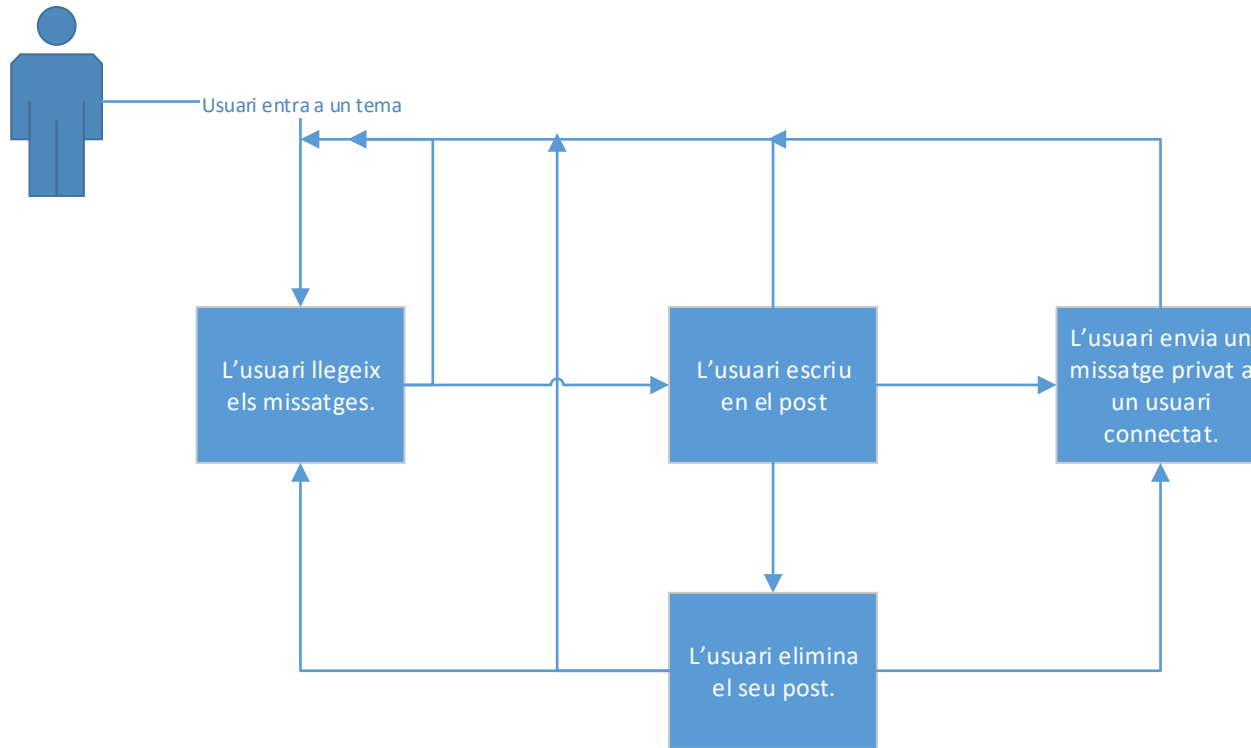 Usuari entra a un tema
L’usuari llegeix
els missatges.
L’usuari escriu
en el post
L’usuari envia un
missatge privat a
un usuari
connectat.
L’usuari elimina
el seu post.